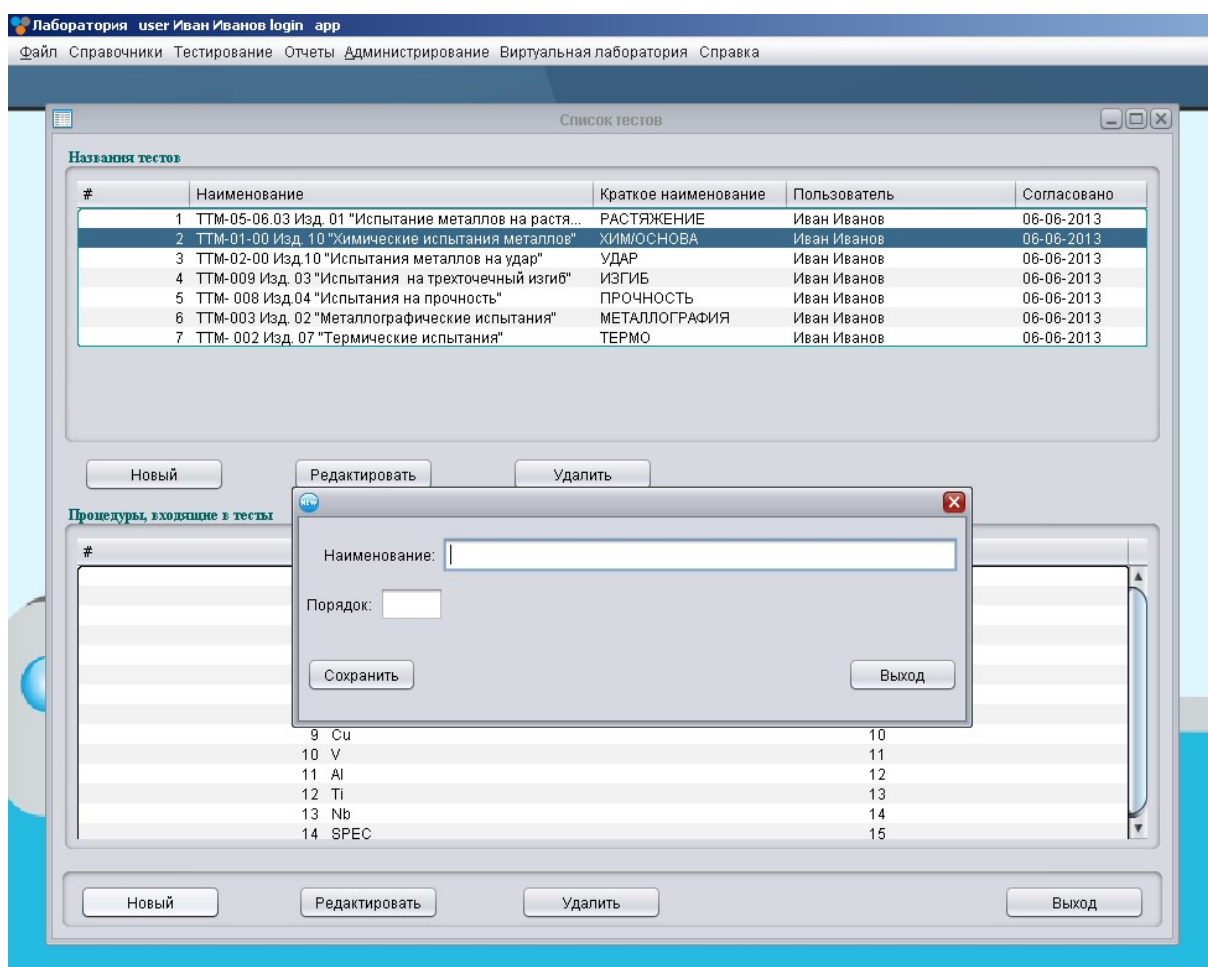 Лаборатория user Иван Иванов login app
Файл Справочники Тестирование Отчеты Администрирование Виртуальная лаборатория Справка
Список тестов
Названия тестов
# Наименование Краткое наименование Пользователь Согласовано
1 ТТМ-05-06.03 Изд. 01 "Испытание металлов на растя... РАСТЯЖЕНИЕ Иван Иванов 06-06-2013
2 ТТМ-01-00 Изд. 10 "Химические испытания металлов" ХИМ/ОСНОВА Иван Иванов 06-06-2013
3 ТТМ-02-00 Изд.10 "Испытания металлов на удар" УДАР Иван Иванов 06-06-2013
4 ТТМ-009 Изд. 03 "Испытания на трехточечный изгиб" ИЗГИБ Иван Иванов 06-06-2013
5 ТТМ- 008 Изд.04 "Испытания на прочность" ПРОЧНОСТЬ Иван Иванов 06-06-2013
6 ТТМ-003 Изд. 02 "Металлографические испытания" МЕТАЛЛОГРАФИЯ Иван Иванов 06-06-2013
7 ТТМ- 002 Изд. 07 "Термические испытания" ТЕРМО Иван Иванов 06-06-2013
Новый Редактировать Удалить
NEW
Процедуры, входящие в тесты
#
Наименование:
Порядок:
Сохранить Выход
9 Cu 10
10 V 11
11 Al 12
12 Ti 13
13 Nb 14
14 SPEC 15
Новый Редактировать Удалить Выход